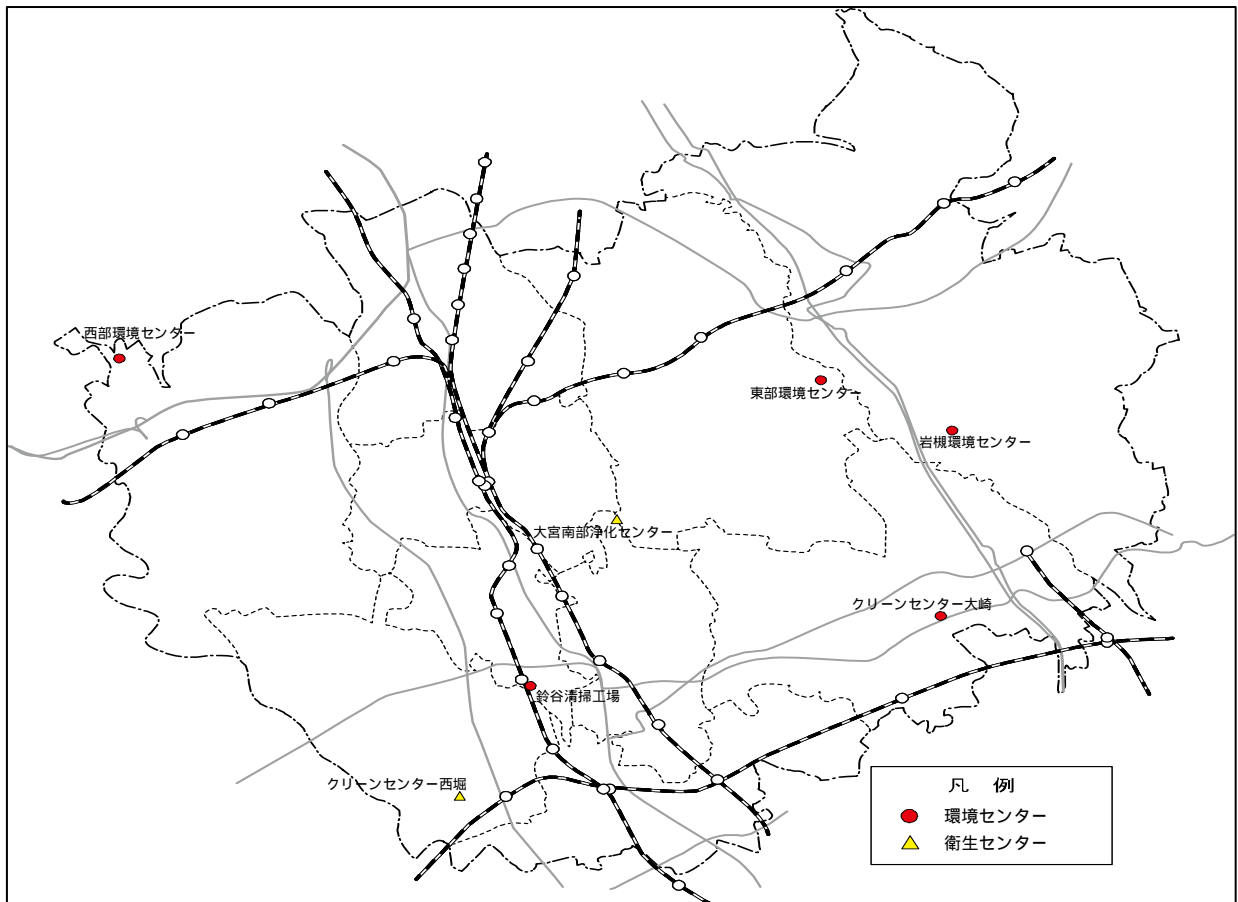 西部環境センター
東部環境センター
岩槻環境センター
大宮南部浄化センター
クリーンセンター大崎
鈴谷清掃工場
クリーンセンター西堀
凡 例
環境センター
衛生センター